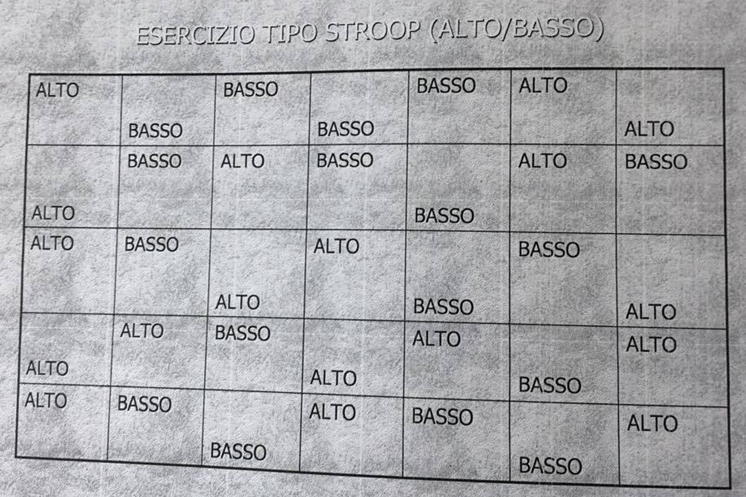 ESERCIZIO TIPO STROOP (ALTO/BASSO)
ALTO BASSO BASSO BASSO BASSO ALTO ALTO
ALTO BASSO ALTO BASSO BASSO ALTO BASSO
ALTO BASSO ALTO ALTO BASSO BASSO ALTO
ALTO ALTO BASSO ALTO ALTO BASSO ALTO
ALTO BASSO BASSO ALTO BASSO BASSO ALTO